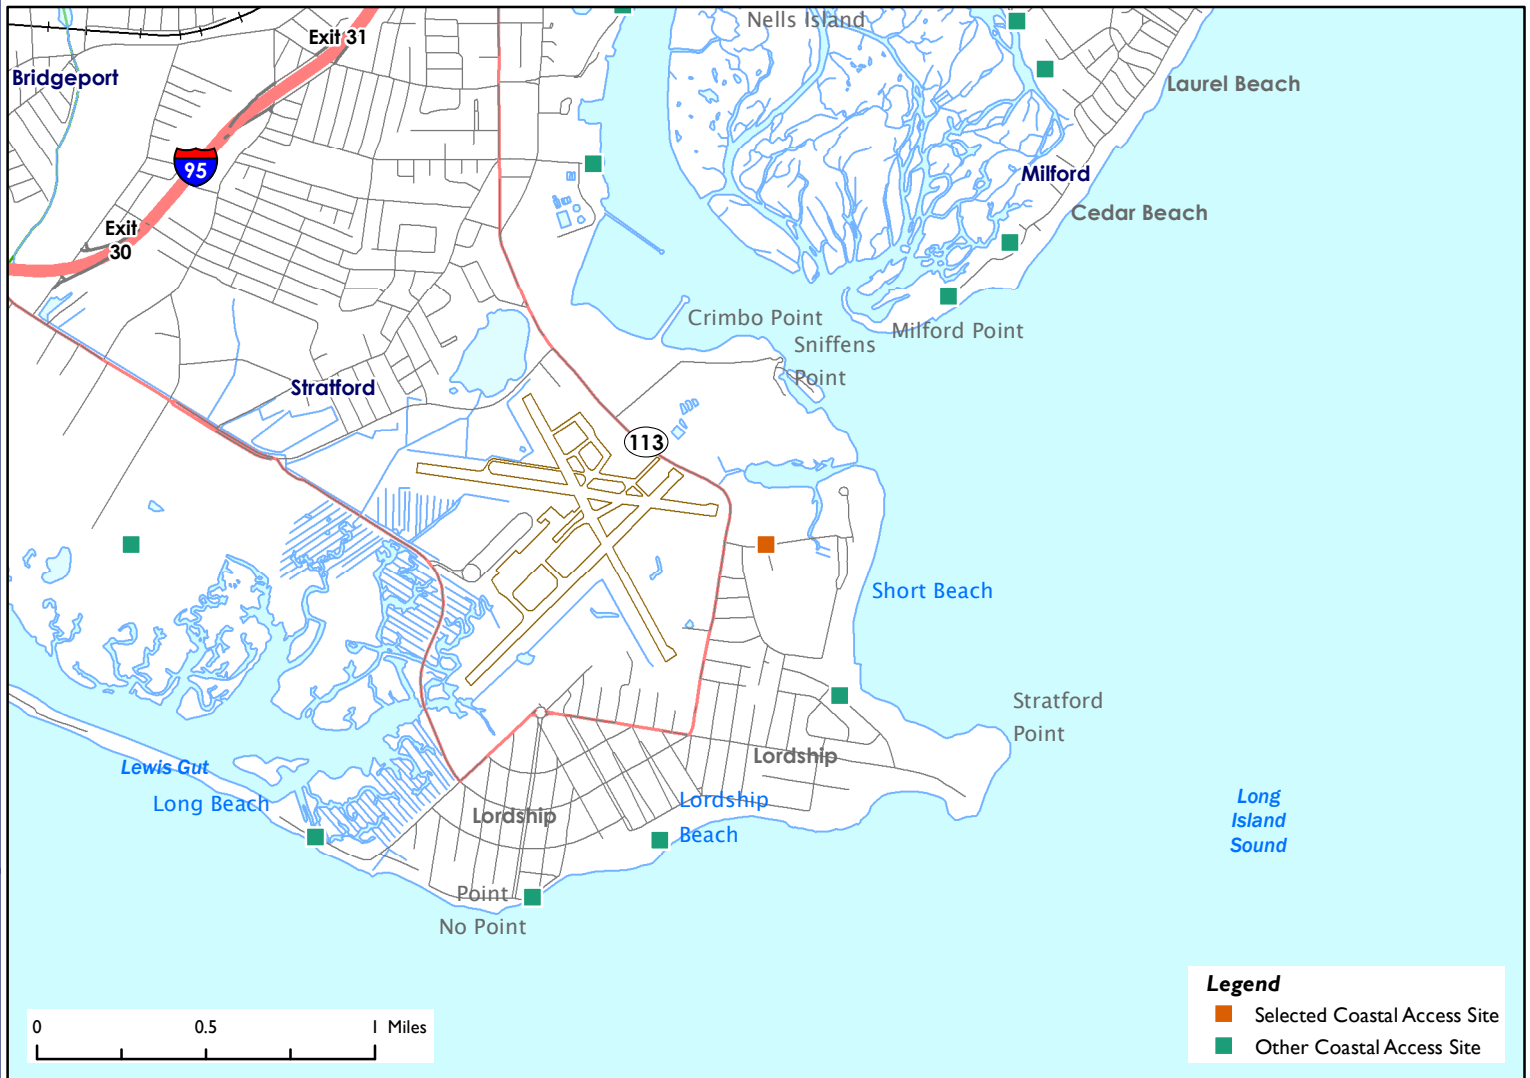 Nells Island
Exit 31
Bridgeport
Laurel Beach
95
Milford
Cedar Beach
Exit
30
Crimbo Point
Milford Point
Sniffens
Point
Stratford
113
Short Beach
Stratford
Point
Lordship
Lewis Gut
Long Beach
Lordship
Beach
Lordship
Long
Island
Sound
Point
No Point
Legend
Selected Coastal Access Site
Other Coastal Access Site
0 0.5 1 Miles